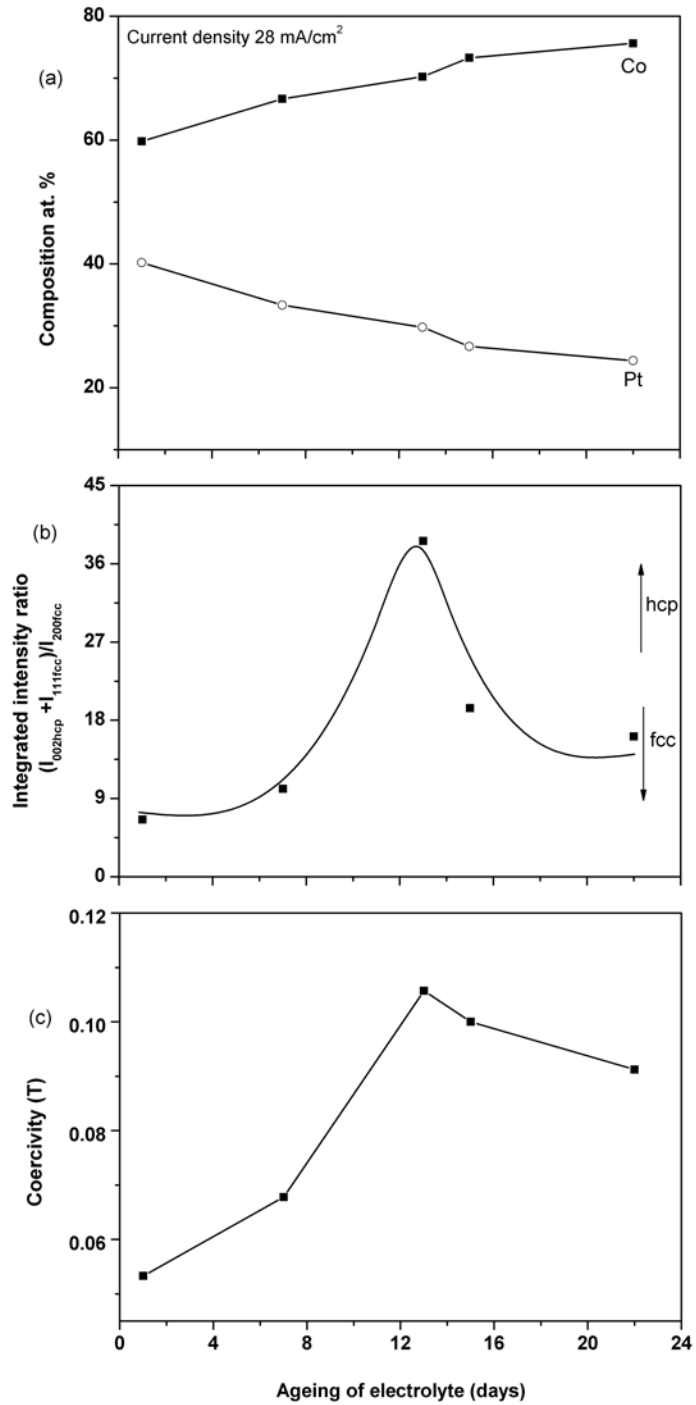 80
Current density 28 mA/cm²
(a)
Co
60
Composition at. %
40
Pt
20
45
(b)
36
hcp
27
Integrated intensity ratio
(I₀₀₂hcp +I₁₁₁fcc)/I₂₀₀fcc
18
fcc
9
0
0.12
(c)
0.10
Coercivity (T)
0.08
0.06
0 4 8 12 16 20 24
Ageing of electrolyte (days)